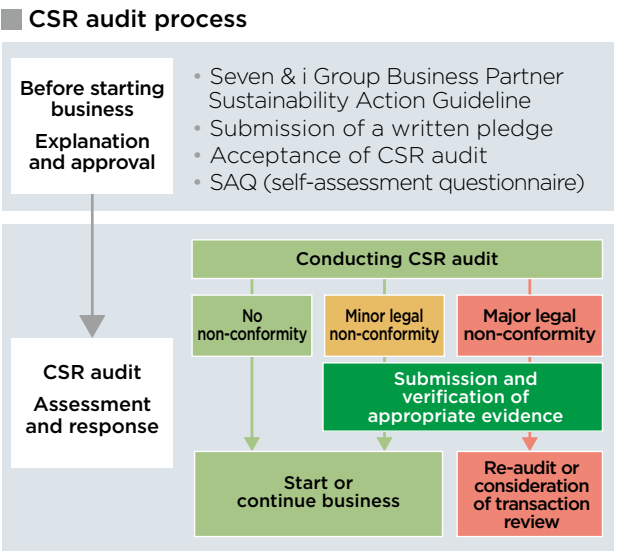 CSR audit process
Before starting
business
Explanation
and approval
• Seven & i Group Business Partner
Sustainability Action Guideline
• Submission of a written pledge
• Acceptance of CSR audit
• SAQ (self-assessment questionnaire)
CSR audit
Assessment
and response
Conducting CSR audit
No
non-conformity
Minor legal
non-conformity
Major legal
non-conformity
Submission and
verification of
appropriate evidence
Start or
continue business
Re-audit or
consideration
of transaction
review